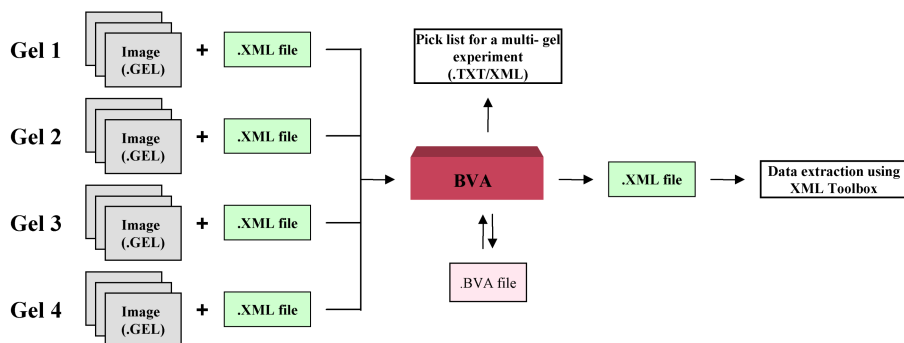 Gel 1
Image
(.GEL)
+
.XML file
Gel 2
Image
(.GEL)
+
.XML file
Gel 3
Image
(.GEL)
+
.XML file
Gel 4
Image
(.GEL)
+
.XML file
Pick list for a multi- gel
experiment
(.TXT/XML)
BVA
.BVA file
.XML file
Data extraction using
XML Toolbox